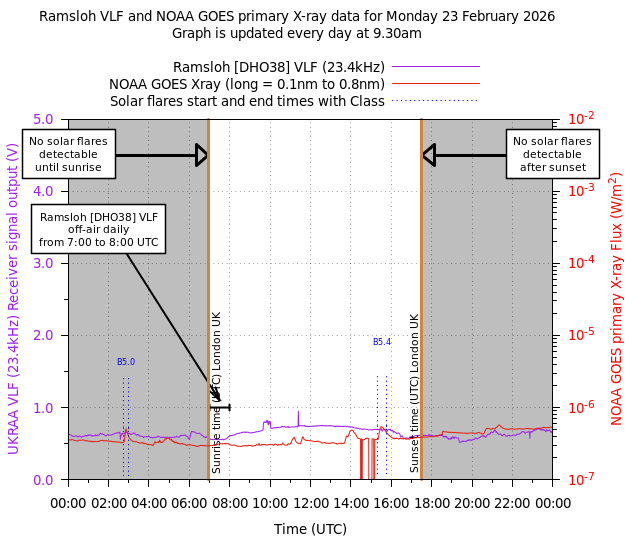 Ramsloh VLF and NOAA GOES primary X-ray data for Monday 23 February 2026
Graph is updated every day at 9.30am
Ramsloh [DHO38] VLF (23.4kHz)
NOAA GOES Xray (long = 0.1nm to 0.8nm)
Solar flares start and end times with Class
5.0
4.0
3.0
2.0
1.0
0.0
UKRAA VLF (23.4kHz) Receiver signal output (V)
No solar flares
detectable
until sunrise
No solar flares
detectable
after sunset
Ramsloh [DHO38] VLF
off-air daily
from 7:00 to 8:00 UTC
B5.0
B5.4
Sunrise time (UTC) London UK
Sunset time (UTC) London UK
10⁻²
10⁻³
10⁻⁴
10⁻⁵
10⁻⁶
10⁻⁷
NOAA GOES primary X-ray Flux (W/m²)
00:00 02:00 04:00 06:00 08:00 10:00 12:00 14:00 16:00 18:00 20:00 22:00 00:00
Time (UTC)